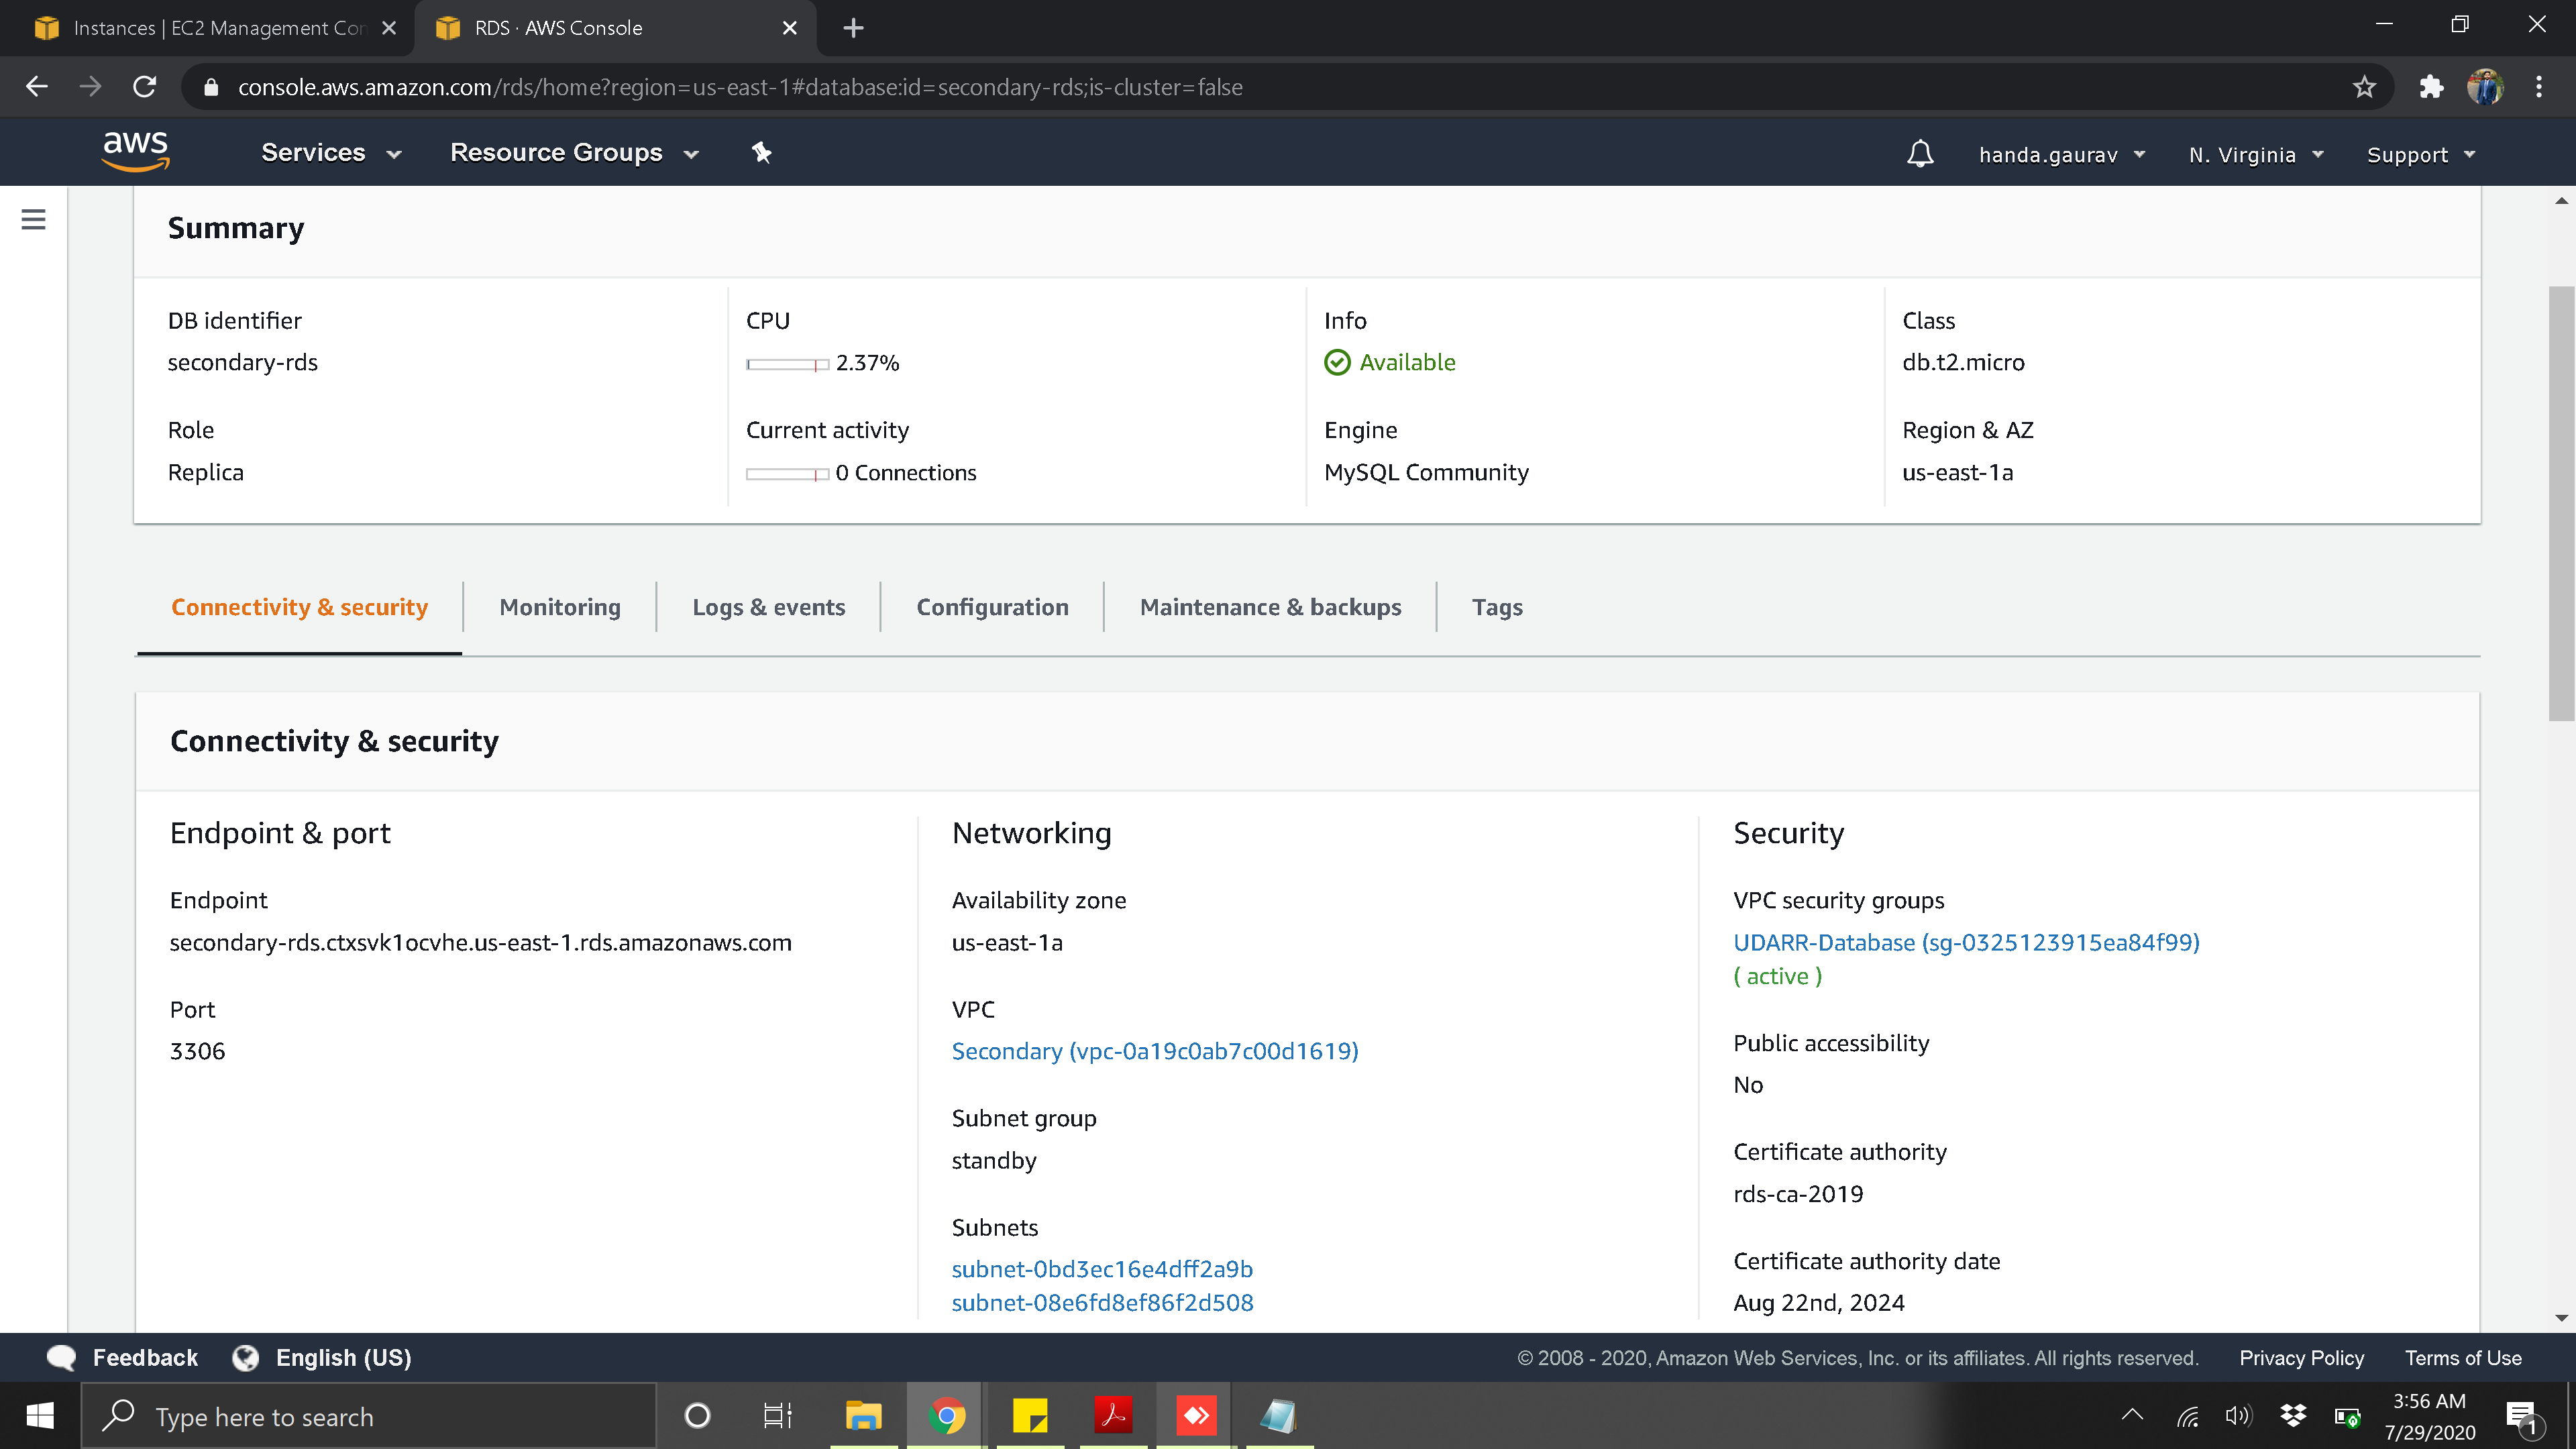 Instances | EC2 Management Con
RDS · AWS Console
console.aws.amazon.com/rds/home?region=us-east-1#database:id=secondary-rds;is-cluster=false
aws
Services
Resource Groups
handa.gaurav
N. Virginia
Support
Summary
DB identifier
secondary-rds
CPU
2.37%
Info
Available
Class
db.t2.micro
Role
Replica
Current activity
0 Connections
Engine
MySQL Community
Region & AZ
us-east-1a
Connectivity & security
Monitoring
Logs & events
Configuration
Maintenance & backups
Tags
Connectivity & security
Endpoint & port
Endpoint
secondary-rds.ctxsvk1ocvhe.us-east-1.rds.amazonaws.com
Port
3306
Networking
Availability zone
us-east-1a
VPC
Secondary (vpc-0a19c0ab7c00d1619)
Subnet group
standby
Subnets
subnet-0bd3ec16e4dff2a9b
subnet-08e6fd8ef86f2d508
Security
VPC security groups
UDARR-Database (sg-0325123915ea84f99)
( active )
Public accessibility
No
Certificate authority
rds-ca-2019
Certificate authority date
Aug 22nd, 2024
Feedback
English (US)
© 2008 - 2020, Amazon Web Services, Inc. or its affiliates. All rights reserved.
Privacy Policy
Terms of Use
Type here to search
3:56 AM
7/29/2020
1